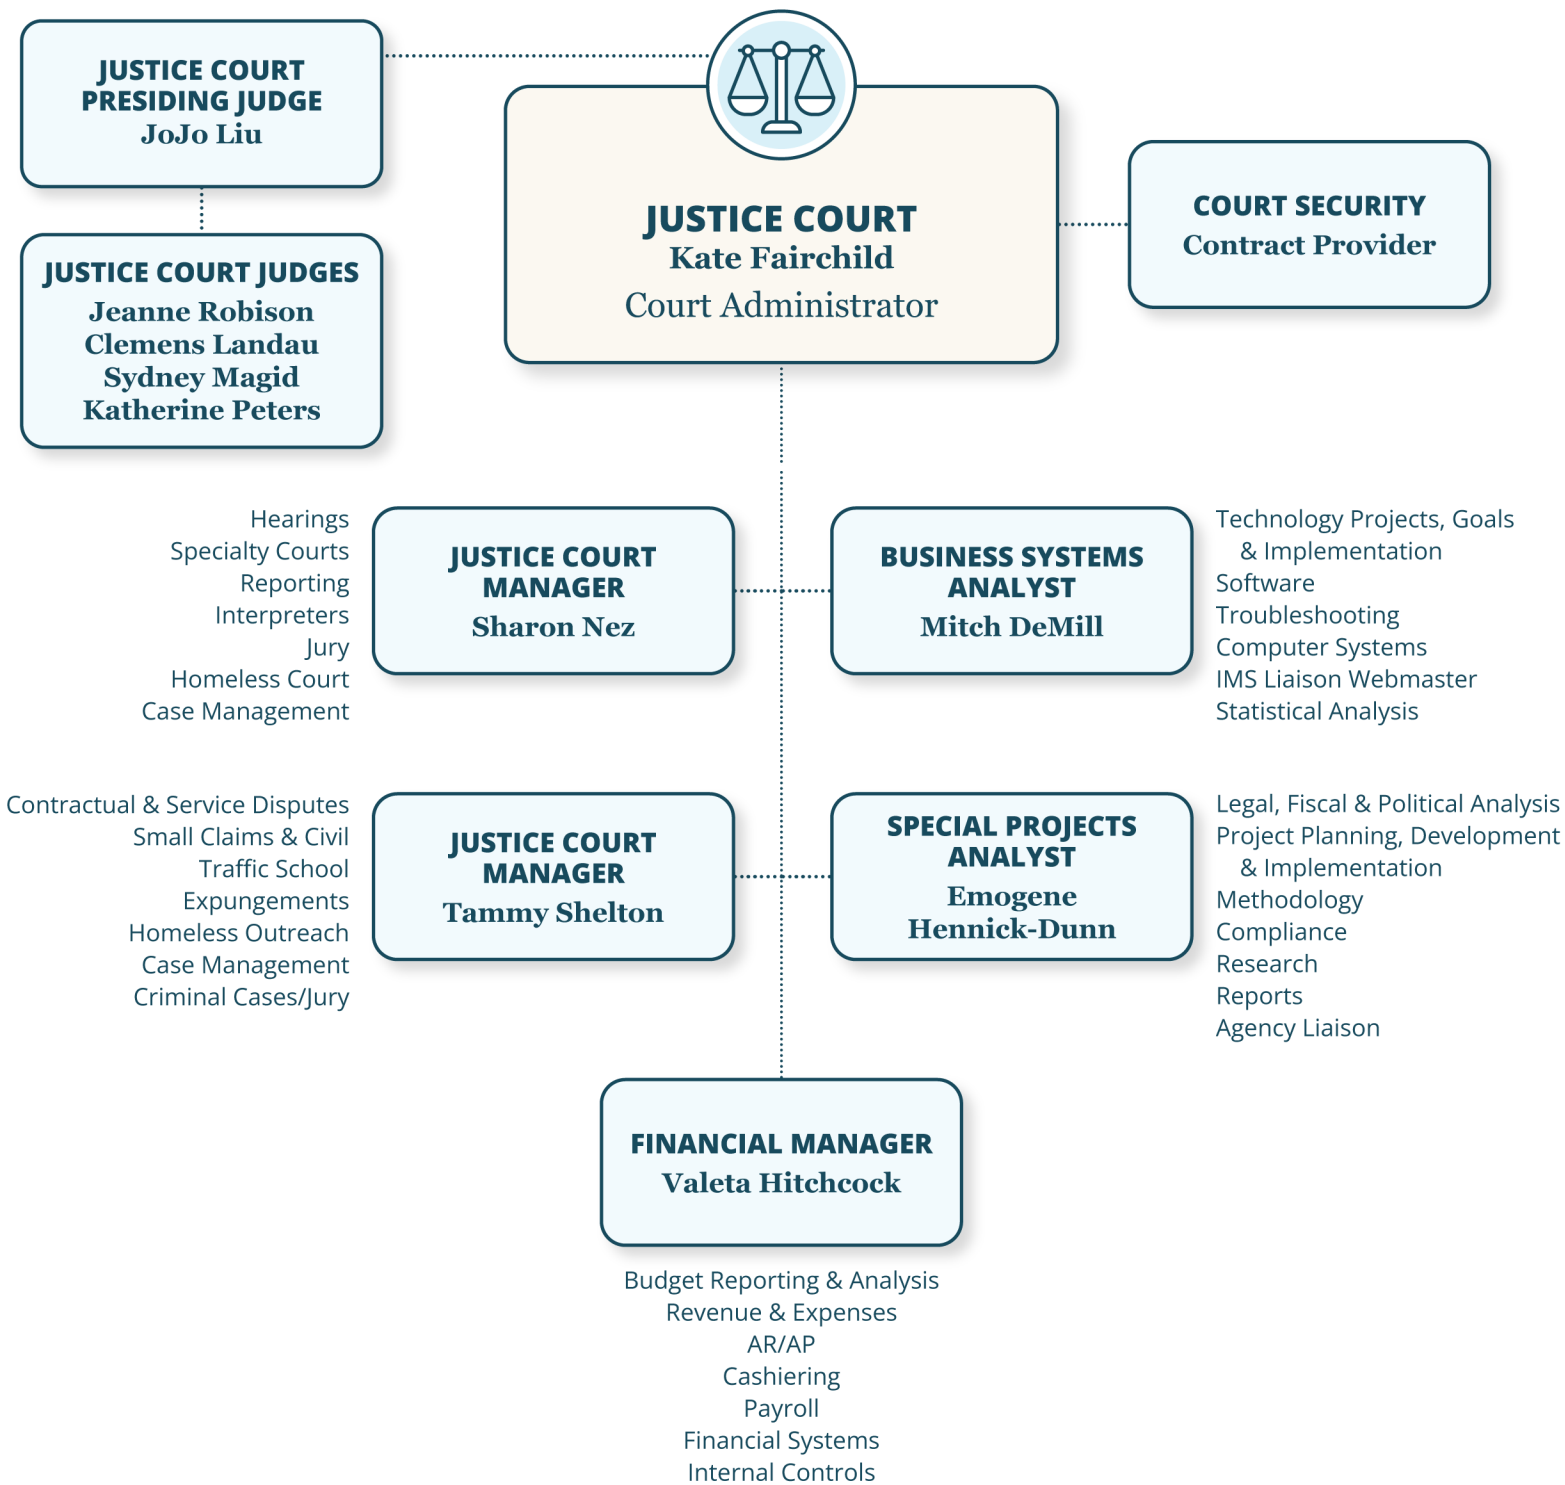 JUSTICE COURT
PRESIDING JUDGE
JoJo Liu
JUSTICE COURT JUDGES
Jeanne Robison
Clemens Landau
Sydney Magid
Katherine Peters
JUSTICE COURT
Kate Fairchild
Court Administrator
COURT SECURITY
Contract Provider
Hearings
Specialty Courts
Reporting
Interpreters
Jury
Homeless Court
Case Management
JUSTICE COURT
MANAGER
Sharon Nez
BUSINESS SYSTEMS
ANALYST
Mitch DeMill
Technology Projects, Goals
& Implementation
Software
Troubleshooting
Computer Systems
IMS Liaison Webmaster
Statistical Analysis
Contractual & Service Disputes
Small Claims & Civil
Traffic School
Expungements
Homeless Outreach
Case Management
Criminal Cases/Jury
JUSTICE COURT
MANAGER
Tammy Shelton
SPECIAL PROJECTS
ANALYST
Emogene
Hennick-Dunn
Legal, Fiscal & Political Analysis
Project Planning, Development
& Implementation
Methodology
Compliance
Research
Reports
Agency Liaison
FINANCIAL MANAGER
Valeta Hitchcock
Budget Reporting & Analysis
Revenue & Expenses
AR/AP
Cashiering
Payroll
Financial Systems
Internal Controls